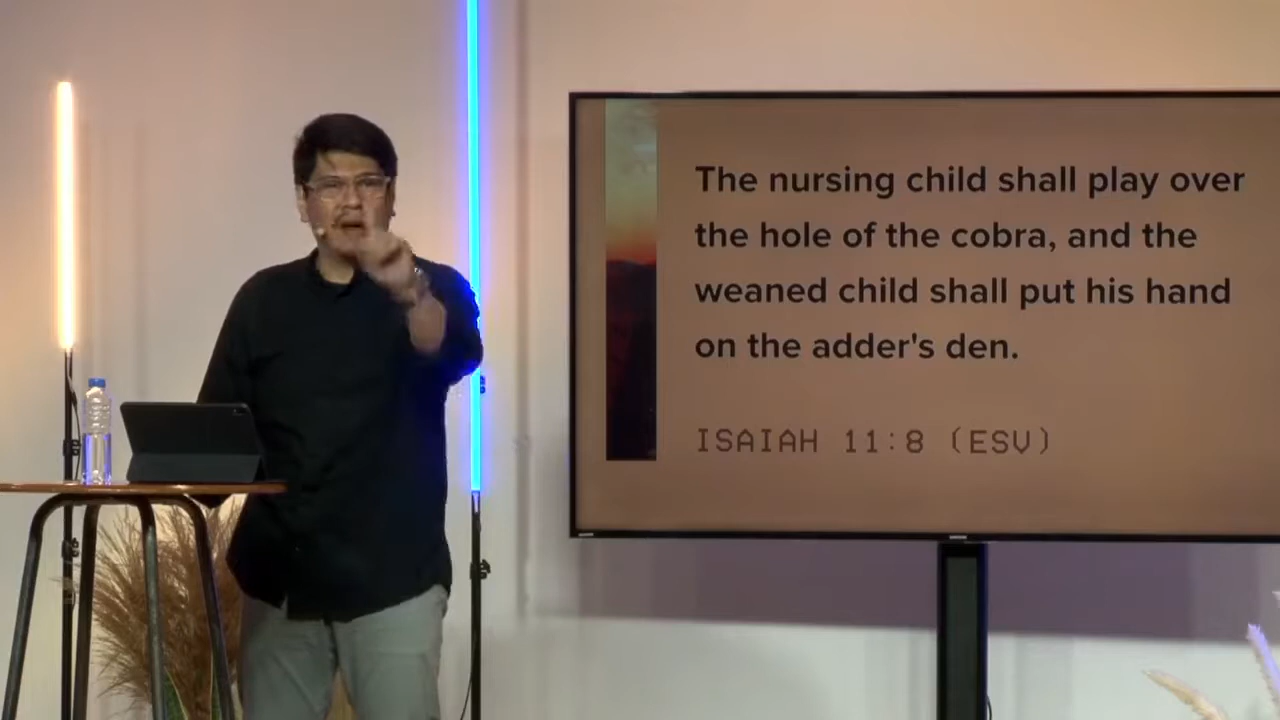 The nursing child shall play over
the hole of the cobra, and the
weaned child shall put his hand
on the adder's den.
ISAIAH 11:8 (ESV)